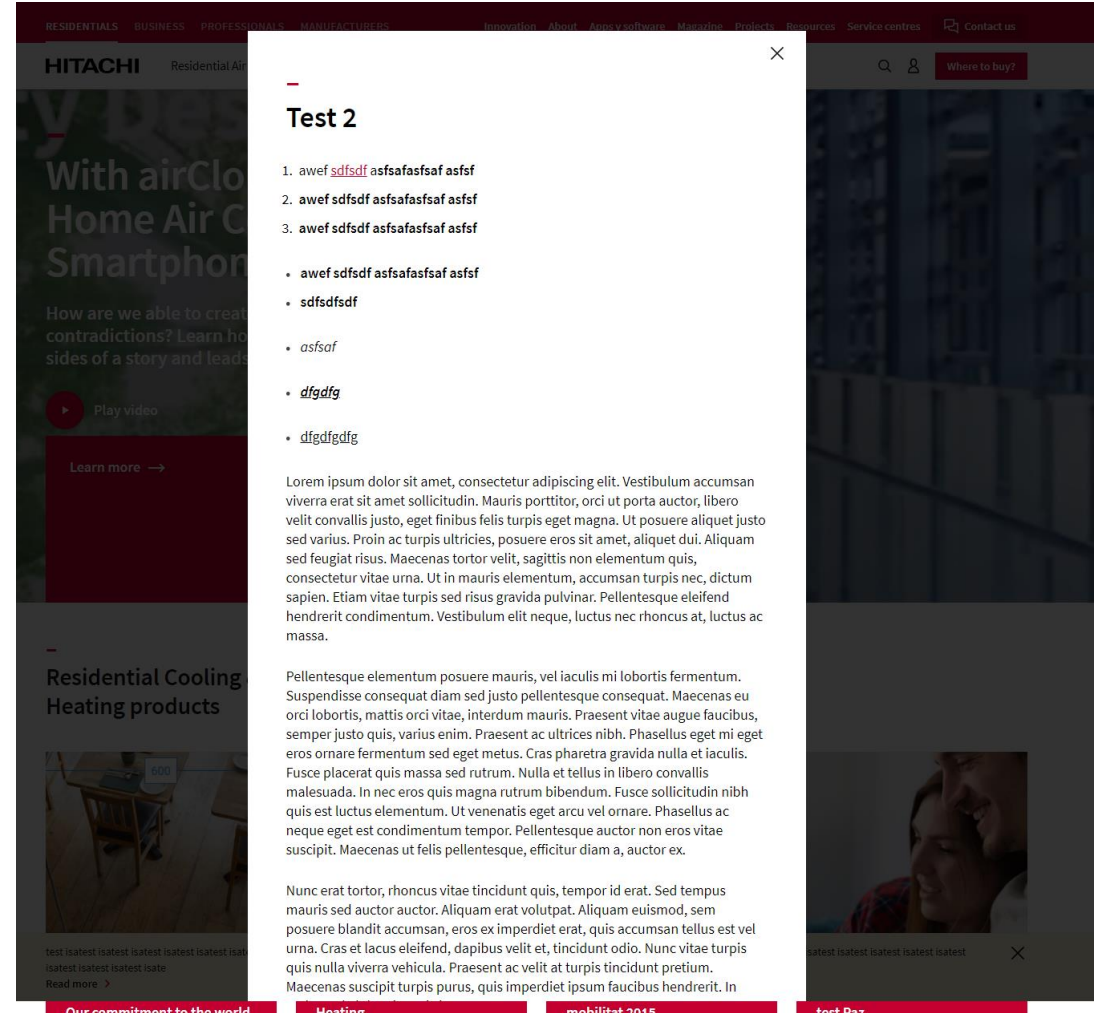 RESIDENTIALS BUSINESS PROFESSIONALS MANUFACTURERS Innovation About Apps y software Magazine Projects Resources Service centres Contact us
HITACHI Residential Air Where to buy?
With airClo
Home Air C
Smartphon
How are we able to creat
contradictions? Learn ho
sides of a story and leads
Play video
Learn more
Residential Cooling
Heating products
600
Test 2
1. awef sdfsdf asfsafasfsaf asfsf
2. awef sdfsdf asfsafasfsaf asfsf
3. awef sdfsdf asfsafasfsaf asfsf
• awef sdfsdf asfsafasfsaf asfsf
• sdfsdfsdf
• asfsaf
• dfgdfg
• dfgdfgdfg
Lorem ipsum dolor sit amet, consectetur adipiscing elit. Vestibulum accumsan
viverra erat sit amet sollicitudin. Mauris porttitor, orci ut porta auctor, libero
velit convallis justo, eget finibus felis turpis eget magna. Ut posuere aliquet justo
sed varius. Proin ac turpis ultricies, posuere eros sit amet, aliquet dui. Aliquam
sed feugiat risus. Maecenas tortor velit, sagittis non elementum quis,
consectetur vitae urna. Ut in mauris elementum, accumsan turpis nec, dictum
sapien. Etiam vitae turpis sed risus gravida pulvinar. Pellentesque eleifend
hendrerit condimentum. Vestibulum elit neque, luctus nec rhoncus at, luctus ac
massa.
Pellentesque elementum posuere mauris, vel iaculis mi lobortis fermentum.
Suspendisse consequat diam sed justo pellentesque consequat. Maecenas eu
orci lobortis, mattis orci vitae, interdum mauris. Praesent vitae augue faucibus,
semper justo quis, varius enim. Praesent ac ultrices nibh. Phasellus eget mi eget
eros ornare fermentum sed eget metus. Cras pharetra gravida nulla et iaculis.
Fusce placerat quis massa sed rutrum. Nulla et tellus in libero convallis
malesuada. In nec eros quis magna rutrum bibendum. Fusce sollicitudin nibh
quis est luctus elementum. Ut venenatis eget arcu vel ornare. Phasellus ac
neque eget est condimentum tempor. Pellentesque auctor non eros vitae
suscipit. Maecenas ut felis pellentesque, efficitur diam a, auctor ex.
Nunc erat tortor, rhoncus vitae tincidunt quis, tempor id erat. Sed tempus
mauris sed auctor auctor. Aliquam erat volutpat. Aliquam euismod, sem
posuere blandit accumsan, eros ex imperdiet erat, quis accumsan tellus est vel
urna. Cras et lacus eleifend, dapibus velit et, tincidunt odio. Nunc vitae turpis
quis nulla viverra vehicula. Praesent ac velit at turpis tincidunt pretium.
Maecenas suscipit turpis purus, quis imperdiet ipsum faucibus hendrerit. In
test isatest isatest isatest isatest isatest isatest isatest isatest isatest isatest
isatest isatest isatest isate
Read more
Our commitment to the world Heating mobilitat 2015 test Paz